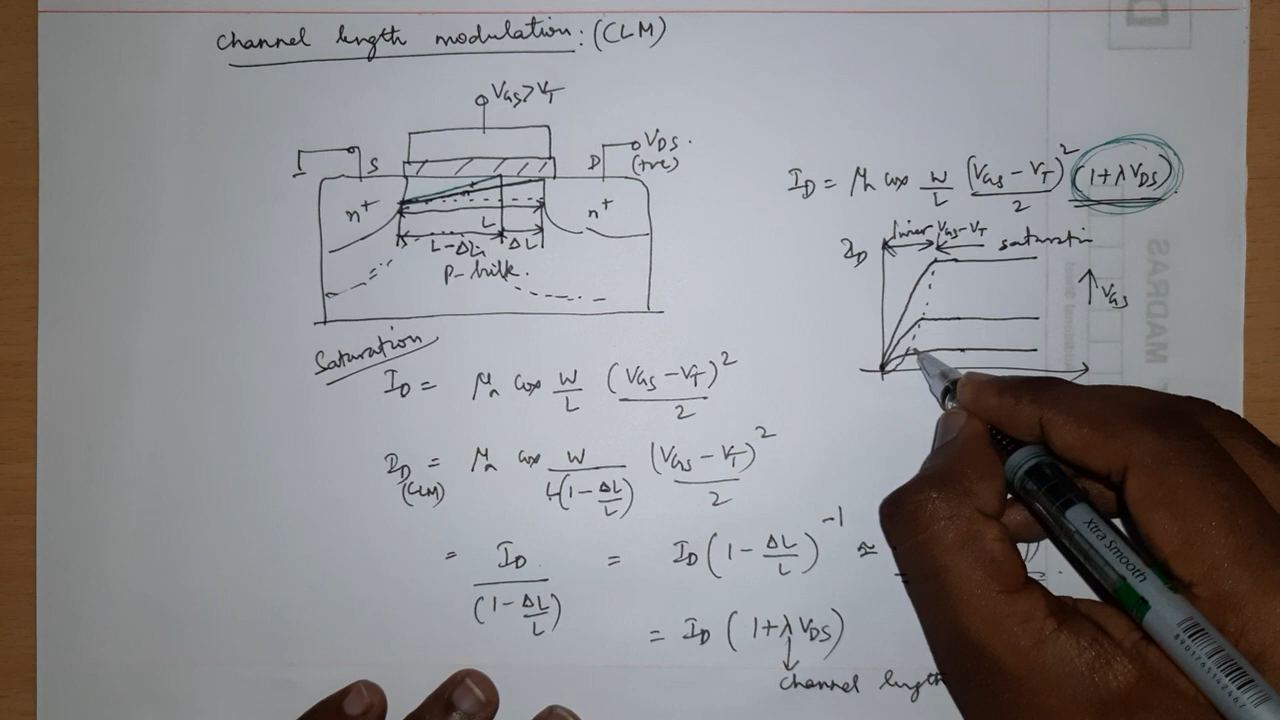 Channel length modulation: (CLM)
VGS>VT
S
D
VDS.
(+ve)
n+
n+
L
L-ΔL
ΔL
P-bulk.
ID = μn Cox W/L (VGS-VT)²/2 (1+λVDS).
ID
linear
VGS-VT
saturation
VGS
Saturation
ID = μn Cox W/L (VGS-VT)²/2
ID (CLM) = μn Cox W/L(1-ΔL/L) (VGS-VT)²/2
= ID/(1-ΔL/L) = ID(1-ΔL/L)⁻¹ ≈
= ID(1+λVDS)
channel length
MADRAS
Xtra Smooth
8901765142467